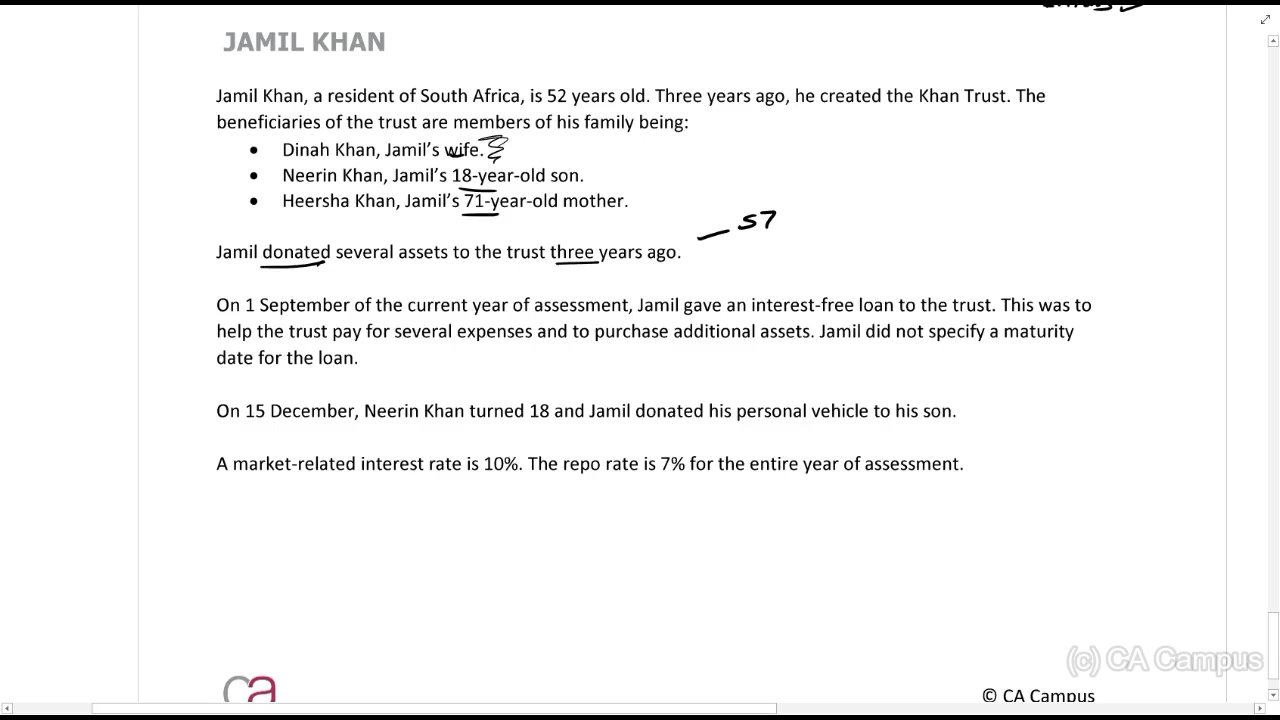 JAMIL KHAN
Jamil Khan, a resident of South Africa, is 52 years old. Three years ago, he created the Khan Trust. The
beneficiaries of the trust are members of his family being:
• Dinah Khan, Jamil's wife.
• Neerin Khan, Jamil's 18-year-old son.
• Heersha Khan, Jamil's 71-year-old mother.
S7
Jamil donated several assets to the trust three years ago.
On 1 September of the current year of assessment, Jamil gave an interest-free loan to the trust. This was to
help the trust pay for several expenses and to purchase additional assets. Jamil did not specify a maturity
date for the loan.
On 15 December, Neerin Khan turned 18 and Jamil donated his personal vehicle to his son.
A market-related interest rate is 10%. The repo rate is 7% for the entire year of assessment.
(c) CA Campus
ca
© CA Campus